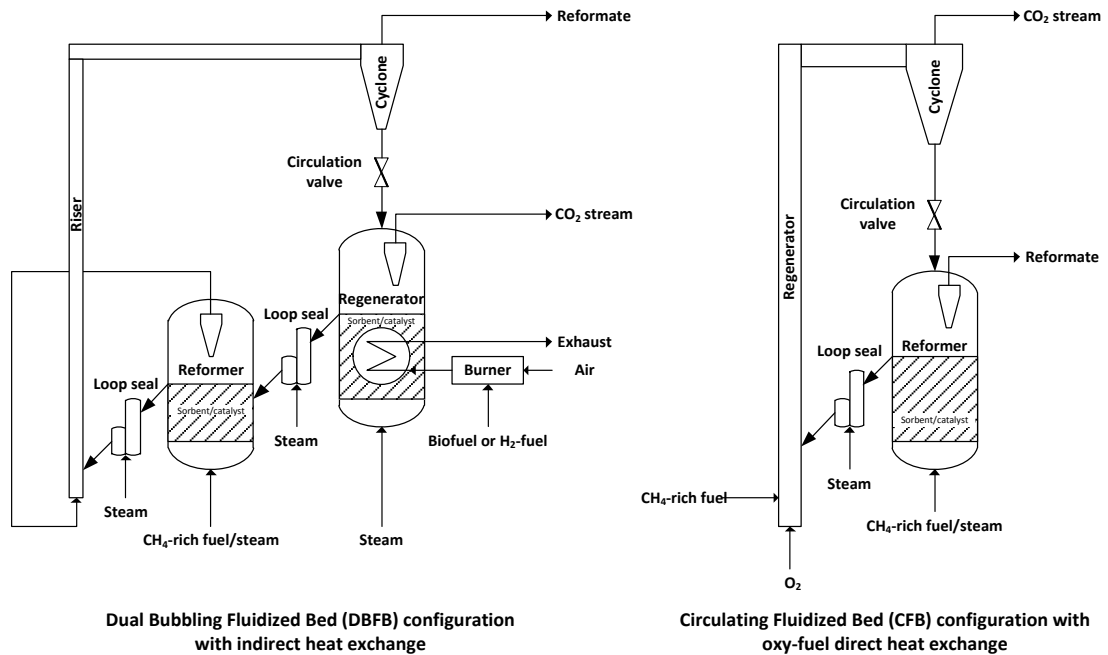 Reformate
Cyclone
Circulation
valve
Riser
CO₂ stream
Regenerator
Sorbent/catalyst
Loop seal
Exhaust
Burner
Air
Reformer
Loop seal
Sorbent/catalyst
Steam
Biofuel or H₂-fuel
Steam
CH₄-rich fuel/steam
Steam
Dual Bubbling Fluidized Bed (DBFB) configuration
with indirect heat exchange
CO₂ stream
Cyclone
Circulation
valve
Regenerator
Reformate
Reformer
Loop seal
Sorbent/catalyst
Steam
CH₄-rich fuel
CH₄-rich fuel/steam
O₂
Circulating Fluidized Bed (CFB) configuration with
oxy-fuel direct heat exchange